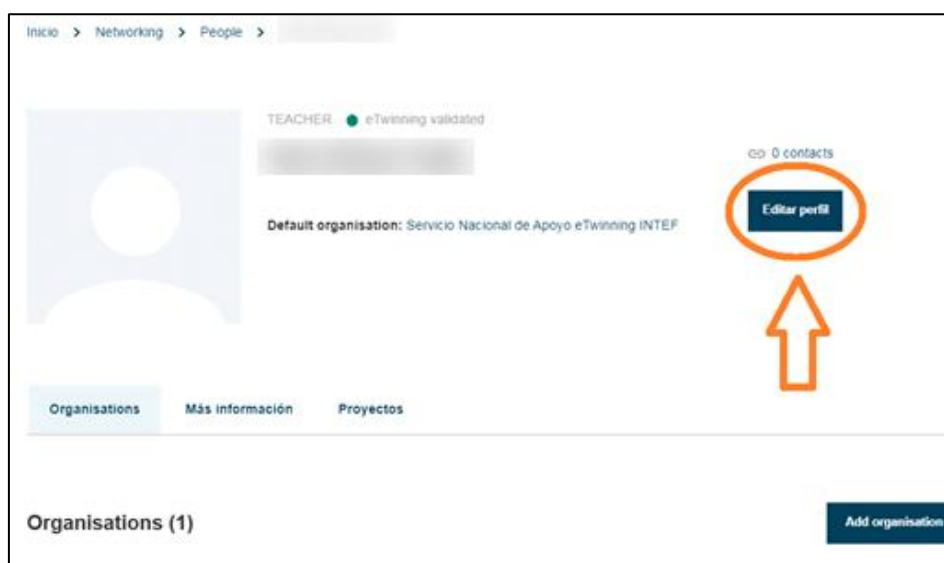 Inicio > Networking > People >
TEACHER eTwinning validated
0 contacts
Editar perfil
Default organisation: Servicio Nacional de Apoyo eTwinning INTEF
Organisations Más información Proyectos
Organisations (1)
Add organisation